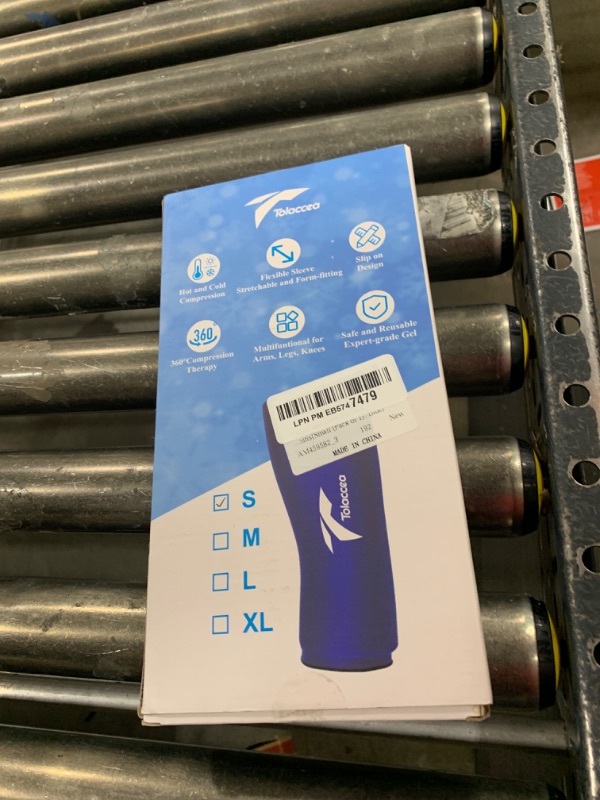 Tolaccea
Hot and Cold
Compression
Flexible Sleeve
Stretchable and Form-fitting
Slip on
Design
360
360°Compression
Therapy
Multifuntional for
Arms, Legs, Knees
Safe and Reusable
Expert-grade Gel
LPN PM EB5747479
New
MADE IN CHINA
Tolaccea
S
M
L
XL